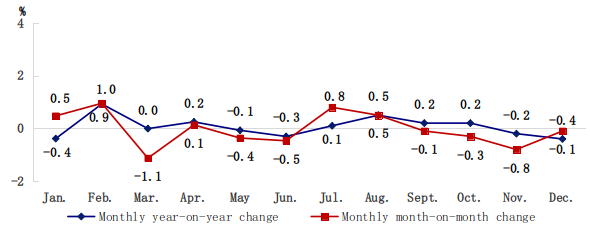 %
4
0.5 1.0 0.8 0.5
0.9 0.0 0.2 -0.1 -0.3 0.2 0.2 -0.2 -0.4
2
0
-0.4 -1.1 0.1 -0.4 -0.5 0.1 0.5 -0.1 -0.3 -0.8 -0.1
-2
Jan. Feb. Mar. Apr. May Jun. Jul. Aug. Sept. Oct. Nov. Dec.
Monthly year-on-year change Monthly month-on-month change